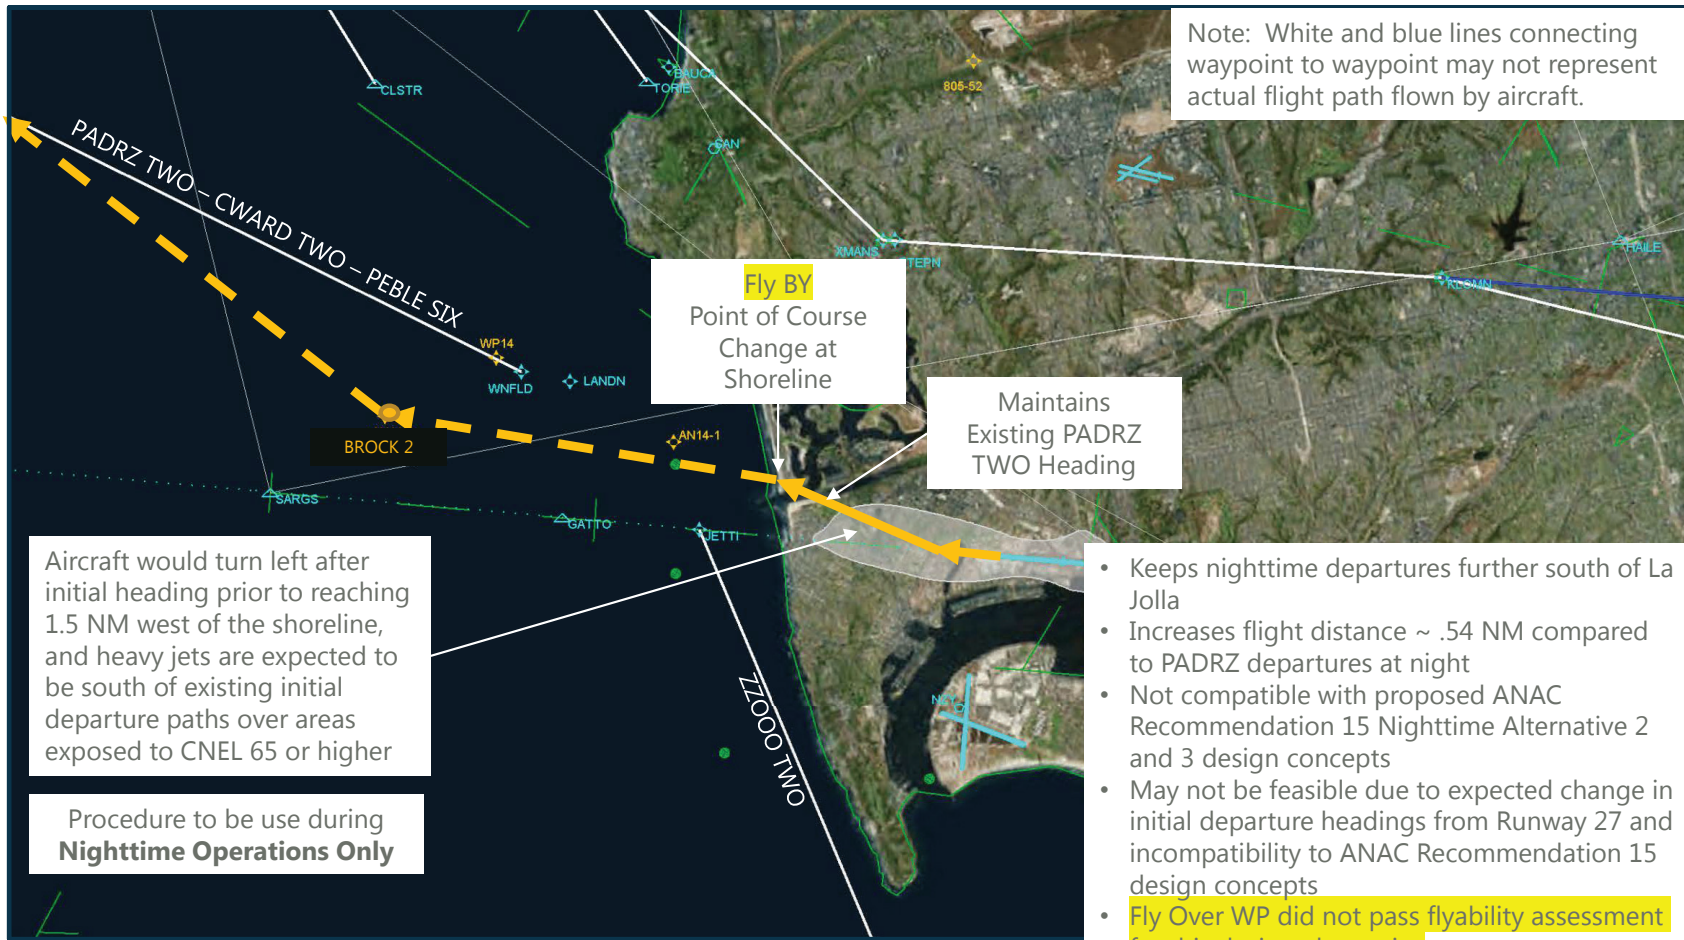 Note: White and blue lines connecting
waypoint to waypoint may not represent
actual flight path flown by aircraft.
CLSTR
BAUCA
TORIE
805-52
SAN
PADRZ TWO – CWARD TWO – PEBLE SIX
XMANS
HAILE
KLOMN
Fly BY
Point of Course
Change at
Shoreline
WP14
WNFLD
LANDN
Maintains
Existing PADRZ
TWO Heading
BROCK 2
AN14-1
SARGS
GATTO
JETTI
Aircraft would turn left after
initial heading prior to reaching
1.5 NM west of the shoreline,
and heavy jets are expected to
be south of existing initial
departure paths over areas
exposed to CNEL 65 or higher
Procedure to be use during
Nighttime Operations Only
ZZOOO TWO
NZY
• Keeps nighttime departures further south of La
Jolla
• Increases flight distance ~ .54 NM compared
to PADRZ departures at night
• Not compatible with proposed ANAC
Recommendation 15 Nighttime Alternative 2
and 3 design concepts
• May not be feasible due to expected change in
initial departure headings from Runway 27 and
incompatibility to ANAC Recommendation 15
design concepts
• Fly Over WP did not pass flyability assessment